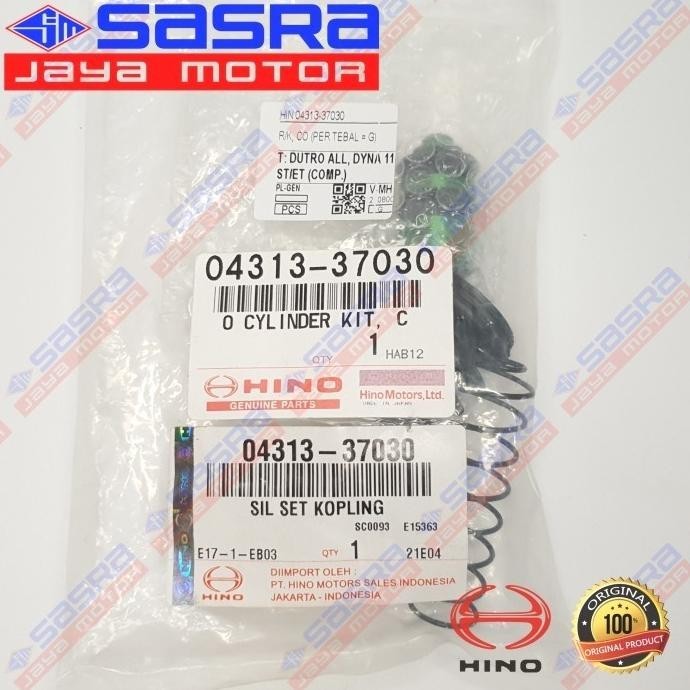 SASRA
JAYA MOTOR
HIN 04313-37030
R/K, CO (PER TEBAL = G)
T: DUTRO ALL, DYNA 11
ST/ET (COMP.)
PL-GEN
PCS
04313-37030
O CYLINDER KIT, C
QTY 1 HAB12
HINO
GENUINE PARTS
Hino Motors, Ltd.
MADE IN JAPAN
04313-37030
SIL SET KOPLING
SC0093 E15363
E17-1-EB03 QTY 1 21E04
HINO
DIIMPORT OLEH :
PT. HINO MOTORS SALES INDONESIA
JAKARTA - INDONESIA
HINO
ORIGINAL
100%
ORIGINAL PRODUCT